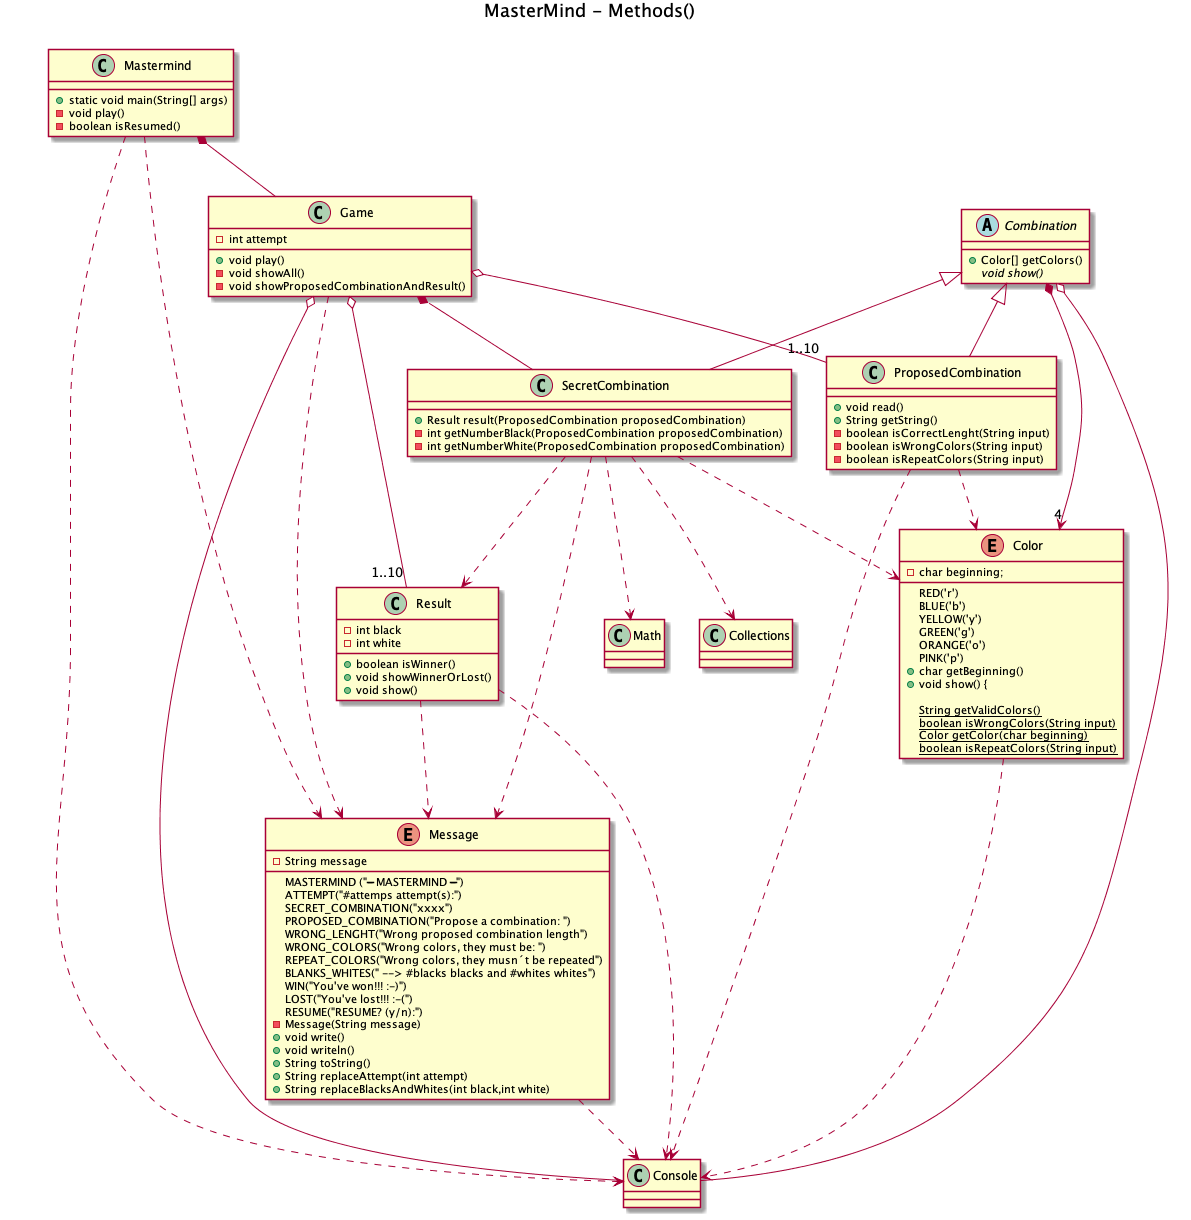 MasterMind - Methods()
C Mastermind
static void main(String[] args)
void play()
boolean isResumed()
C Game
int attempt
void play()
void showAll()
void showProposedCombinationAndResult()
A Combination
Color[] getColors()
void show()
1..10
C SecretCombination
Result result(ProposedCombination proposedCombination)
int getNumberBlack(ProposedCombination proposedCombination)
int getNumberWhite(ProposedCombination proposedCombination)
C ProposedCombination
void read()
String getString()
boolean isCorrectLenght(String input)
boolean isWrongColors(String input)
boolean isRepeatColors(String input)
4
E Color
char beginning;
RED('r')
BLUE('b')
YELLOW('y')
GREEN('g')
ORANGE('o')
PINK('p')
char getBeginning()
void show() {
String getValidColors()
boolean isWrongColors(String input)
Color getColor(char beginning)
boolean isRepeatColors(String input)
1..10
C Result
int black
int white
boolean isWinner()
void showWinnerOrLost()
void show()
C Math
C Collections
E Message
String message
MASTERMIND ("—MASTERMIND—")
ATTEMPT("#attemps attempt(s):")
SECRET_COMBINATION("xxxx")
PROPOSED_COMBINATION("Propose a combination: ")
WRONG_LENGHT("Wrong proposed combination length")
WRONG_COLORS("Wrong colors, they must be: ")
REPEAT_COLORS("Wrong colors, they musn´t be repeated")
BLANKS_WHITES(" --> #blacks blacks and #whites whites")
WIN("You've won!!! :-)")
LOST("You've lost!!! :-(")
RESUME("RESUME? (y/n):")
Message(String message)
void write()
void writeln()
String toString()
String replaceAttempt(int attempt)
String replaceBlacksAndWhites(int black,int white)
C Console